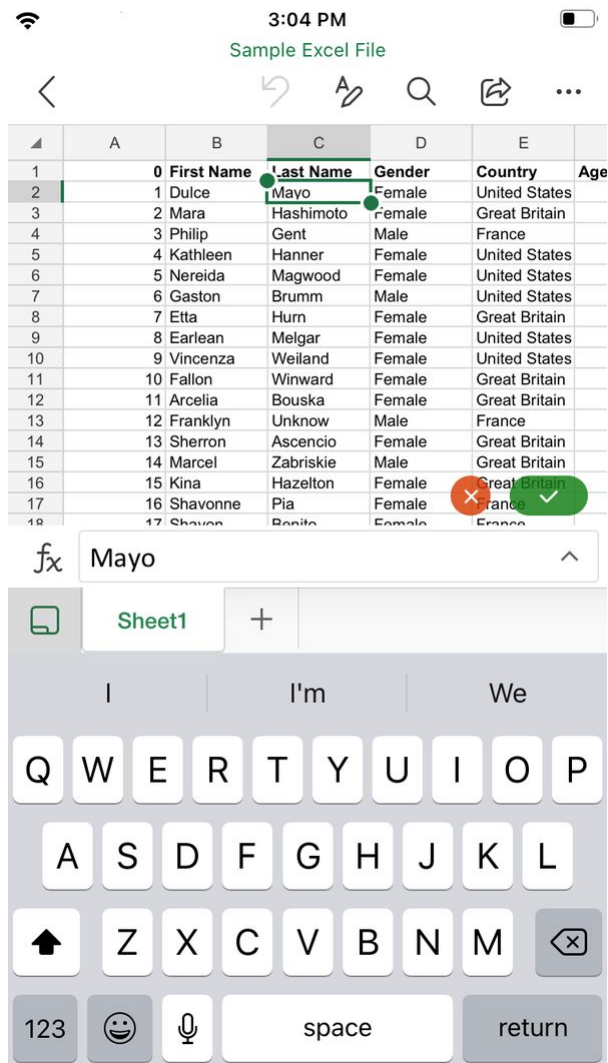 3:04 PM
Sample Excel File
A B C D E
1 0 First Name Last Name Gender Country Age
2 1 Dulce Mayo Female United States
3 2 Mara Hashimoto Female Great Britain
4 3 Philip Gent Male France
5 4 Kathleen Hanner Female United States
6 5 Nereida Magwood Female United States
7 6 Gaston Brumm Male United States
8 7 Etta Hurn Female Great Britain
9 8 Earlean Melgar Female United States
10 9 Vincenza Weiland Female United States
11 10 Fallon Winward Female Great Britain
12 11 Arcelia Bouska Female Great Britain
13 12 Franklyn Unknow Male France
14 13 Sherron Ascencio Female Great Britain
15 14 Marcel Zabriskie Male Great Britain
16 15 Kina Hazelton Female Great Britain
17 16 Shavonne Pia Female France
18 17 Shavon Benito Female France
fx Mayo
Sheet1 +
I I'm We
Q W E R T Y U I O P
A S D F G H J K L
Z X C V B N M
123 space return